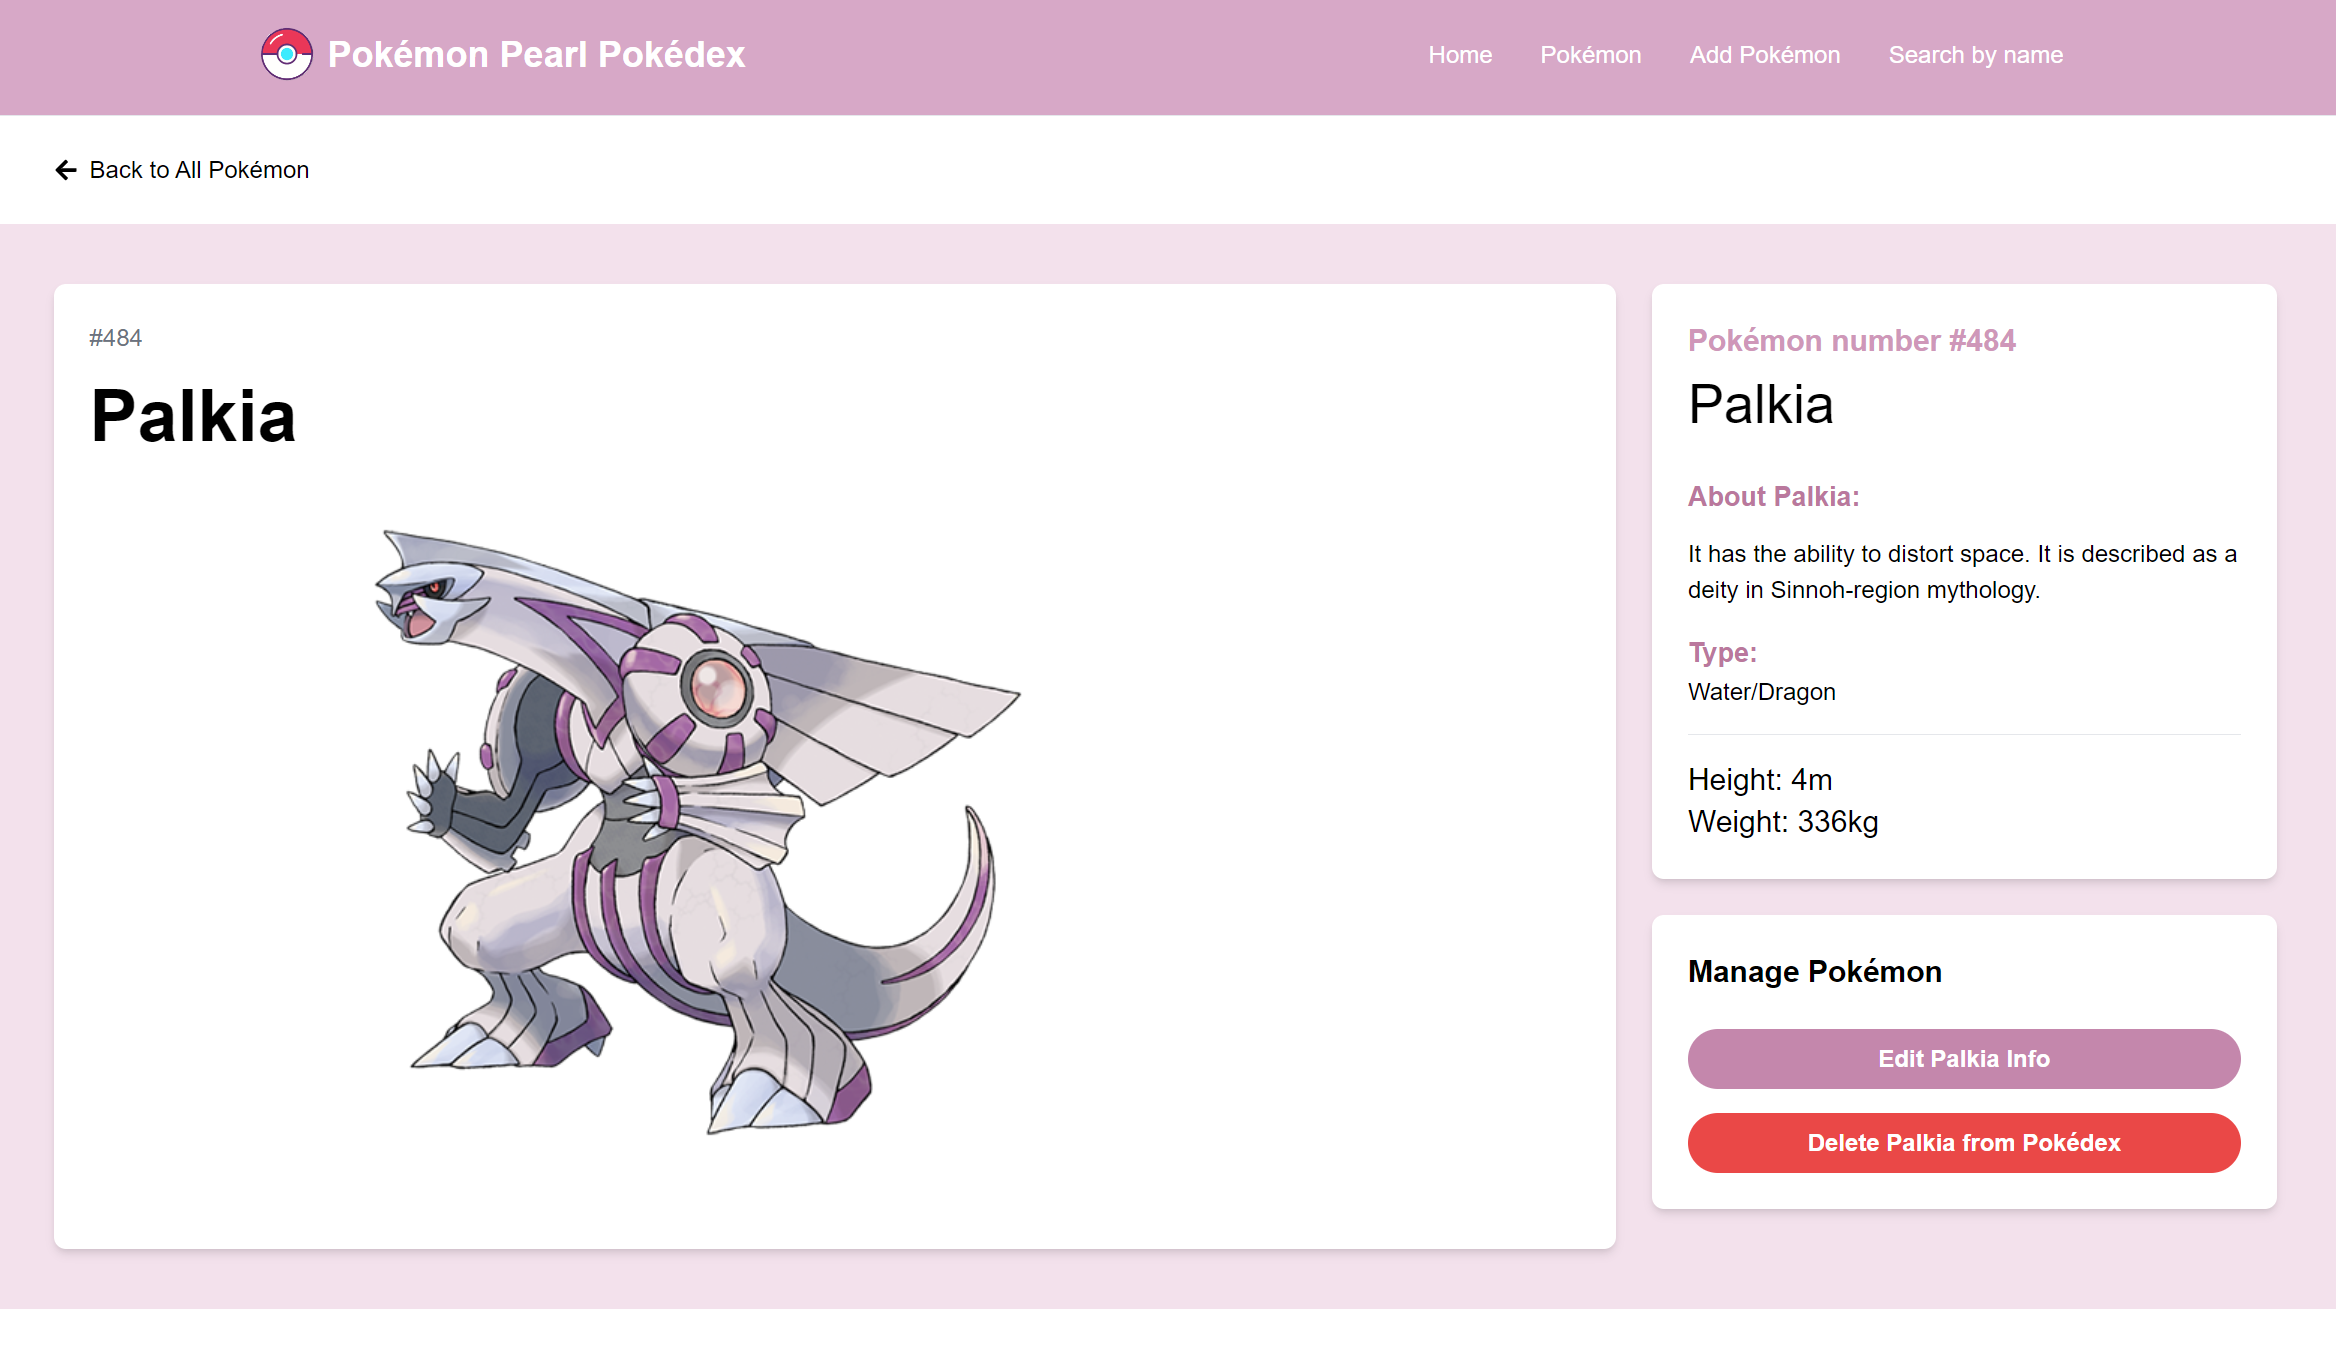 Pokémon Pearl Pokédex
Home
Pokémon
Add Pokémon
Search by name
Back to All Pokémon
#484
Palkia
Pokémon number #484
Palkia
About Palkia:
It has the ability to distort space. It is described as a
deity in Sinnoh-region mythology.
Type:
Water/Dragon
Height: 4m
Weight: 336kg
Manage Pokémon
Edit Palkia Info
Delete Palkia from Pokédex